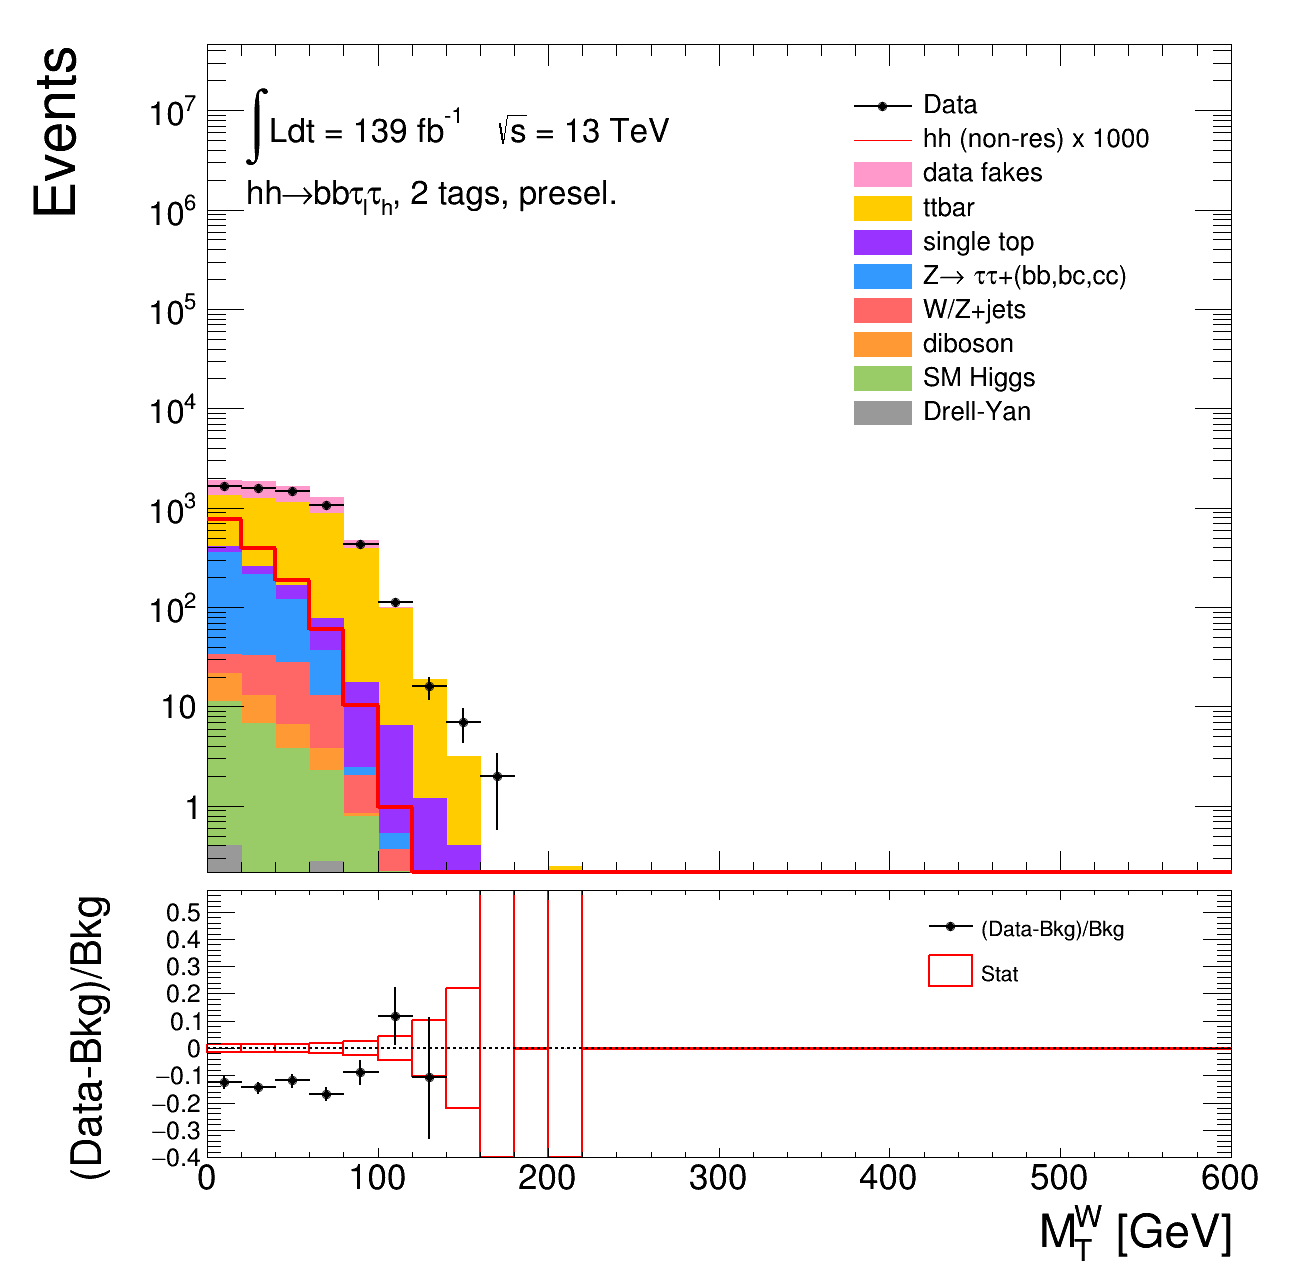 Events
10⁷
10⁶
10⁵
10⁴
10³
10²
10
1
∫Ldt = 139 fb⁻¹ √s = 13 TeV
hh→bbτₗτₕ, 2 tags, presel.
Data
hh (non-res) x 1000
data fakes
ttbar
single top
Z→ ττ+(bb,bc,cc)
W/Z+jets
diboson
SM Higgs
Drell-Yan
(Data-Bkg)/Bkg
0.5
0.4
0.3
0.2
0.1
0
−0.1
−0.2
−0.3
−0.4
(Data-Bkg)/Bkg
Stat
0 100 200 300 400 500 600
M_T^W [GeV]